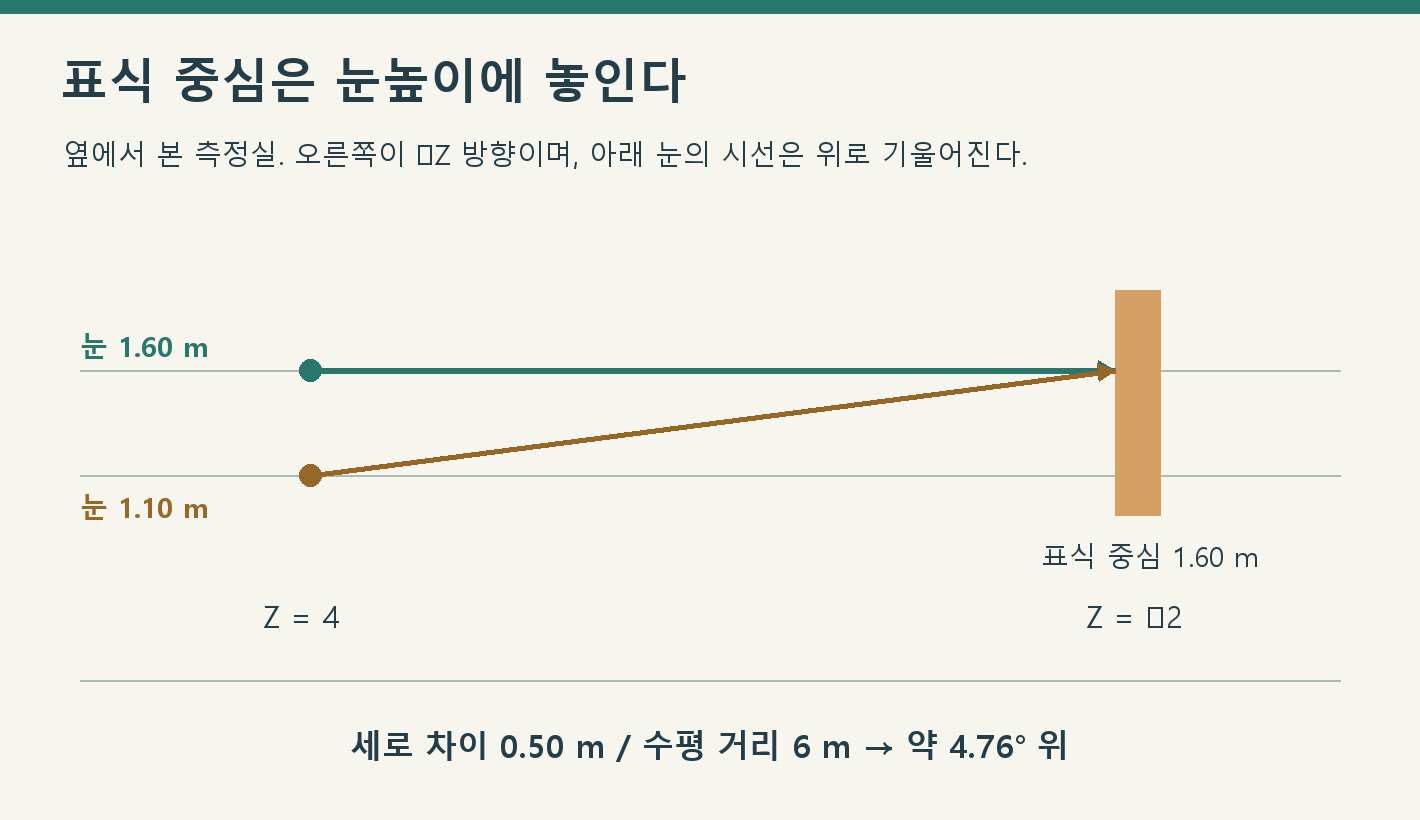 표식 중심은 눈높이에 놓인다
옆에서 본 측정실. 오른쪽이 □Z 방향이며, 아래 눈의 시선은 위로 기울어진다.
눈 1.60 m
눈 1.10 m
표식 중심 1.60 m
Z = 4
Z = □2
세로 차이 0.50 m / 수평 거리 6 m → 약 4.76° 위